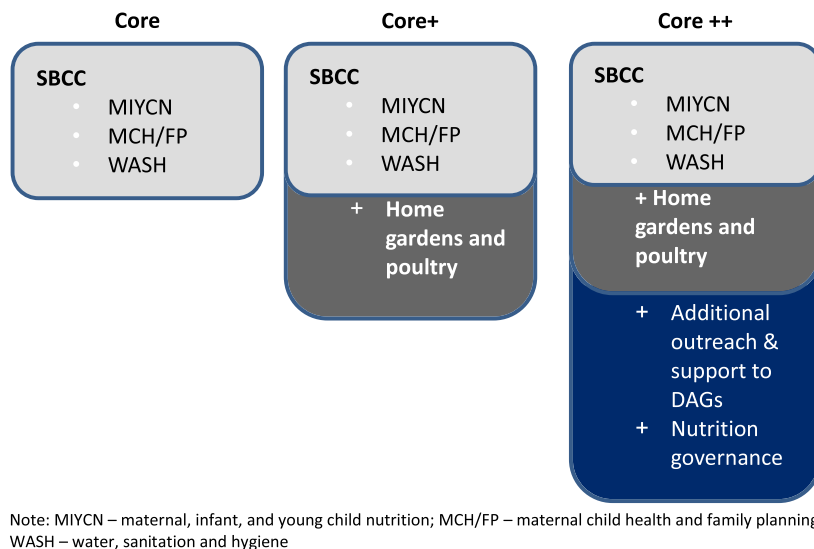 Core
SBCC
• MIYCN
• MCH/FP
• WASH
Core+
SBCC
• MIYCN
• MCH/FP
• WASH
+ Home
gardens and
poultry
Core ++
SBCC
• MIYCN
• MCH/FP
• WASH
+ Home
gardens and
poultry
+ Additional
outreach &
support to
DAGs
+ Nutrition
governance
Note: MIYCN – maternal, infant, and young child nutrition; MCH/FP – maternal child health and family planning
WASH – water, sanitation and hygiene